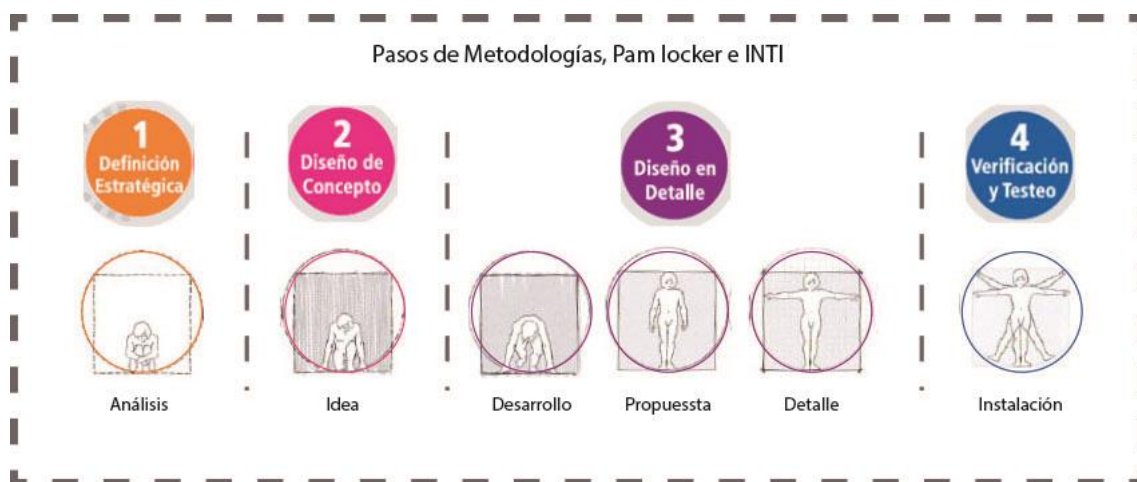 Pasos de Metodologías, Pam locker e INTI
1
Definición
Estratégica
2
Diseño de
Concepto
3
Diseño en
Detalle
4
Verificación
y Testeo
Análisis
Idea
Desarrollo
Propuessta
Detalle
Instalación